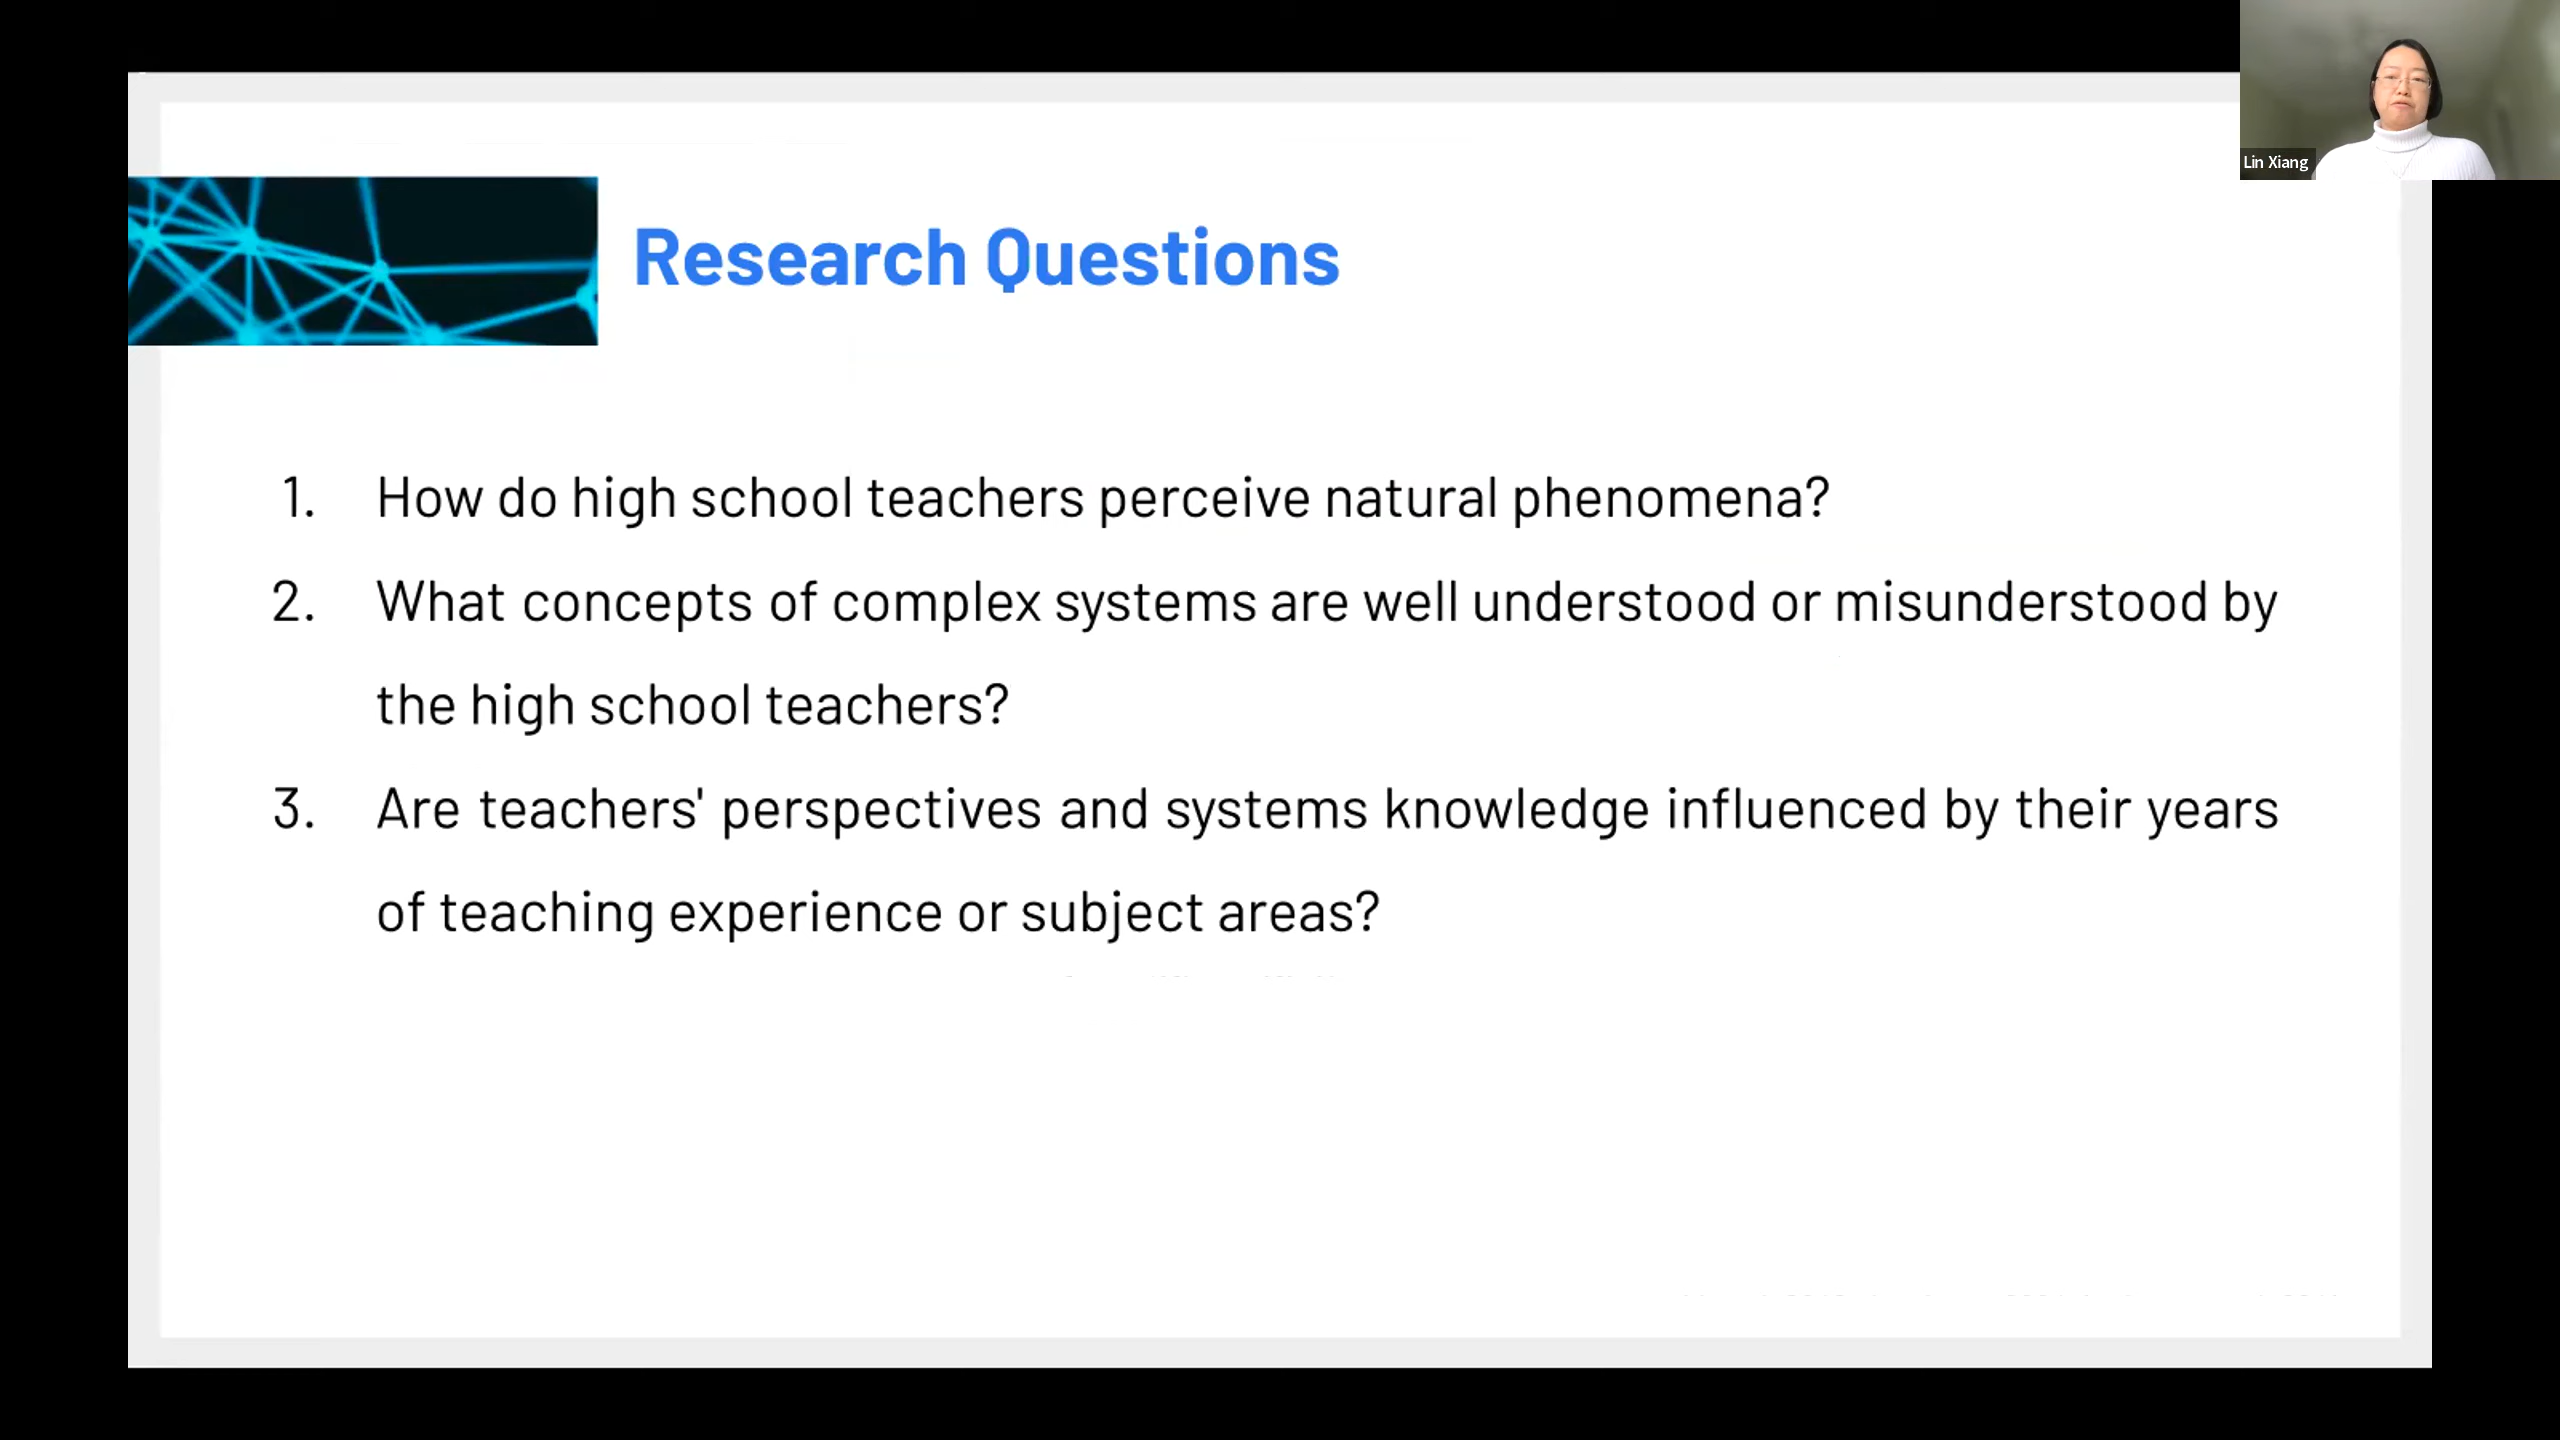 Lin Xiang
Research Questions
1. How do high school teachers perceive natural phenomena?
2. What concepts of complex systems are well understood or misunderstood by
the high school teachers?
3. Are teachers' perspectives and systems knowledge influenced by their years
of teaching experience or subject areas?